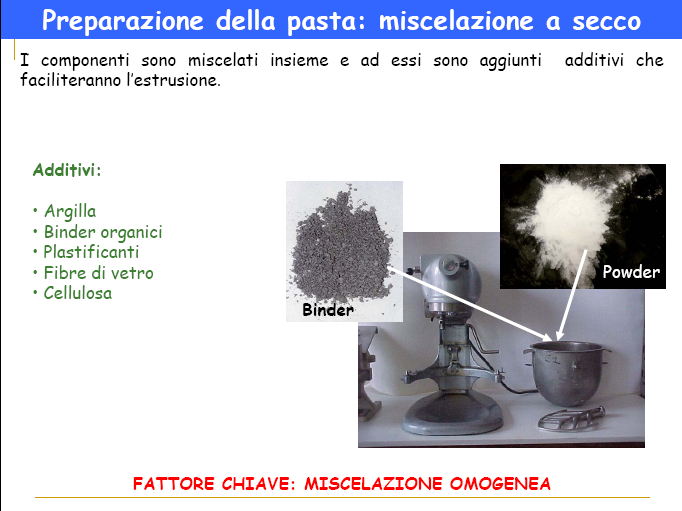 Preparazione della pasta: miscelazione a secco
I componenti sono miscelati insieme e ad essi sono aggiunti additivi che
faciliteranno l'estrusione.
Additivi:
• Argilla
• Binder organici
• Plastificanti
• Fibre di vetro
• Cellulosa
Binder
Powder
FATTORE CHIAVE: MISCELAZIONE OMOGENEA